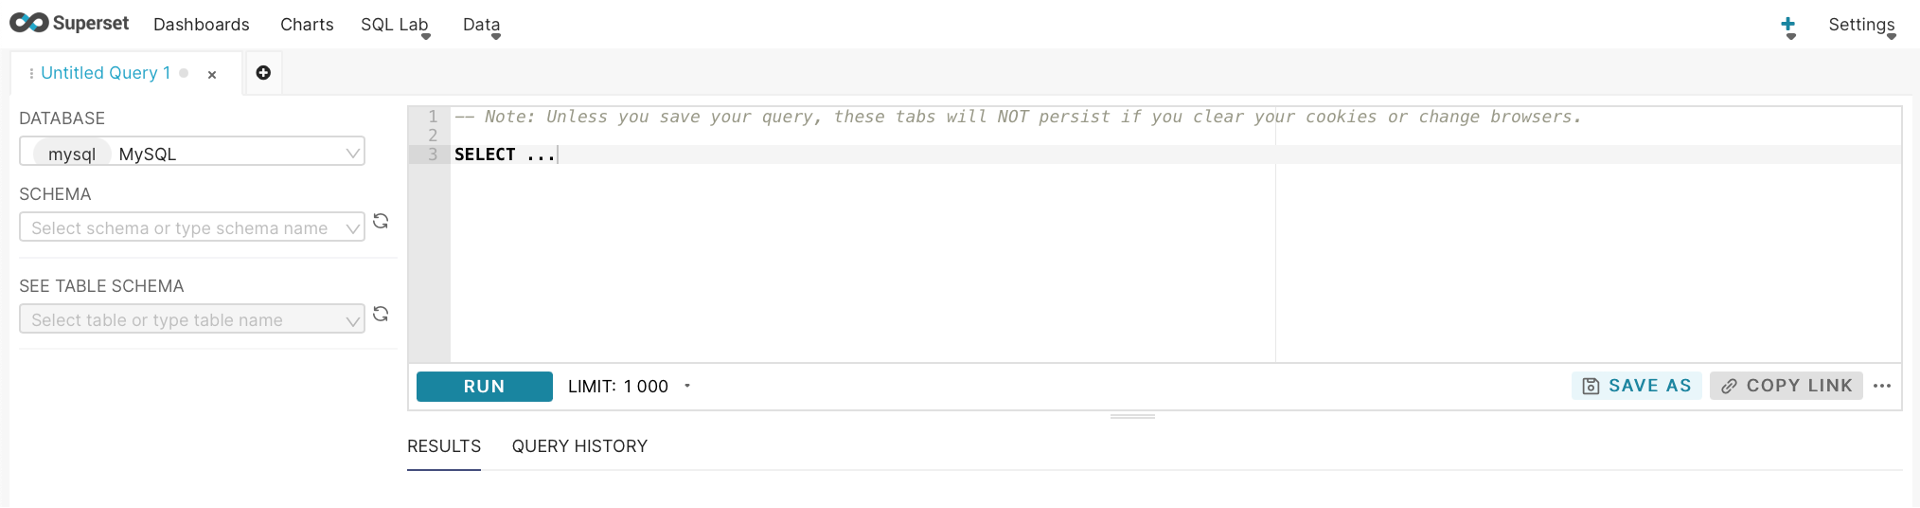 Superset Dashboards Charts SQL Lab Data Settings
Untitled Query 1
DATABASE
mysql MySQL
SCHEMA
Select schema or type schema name
SEE TABLE SCHEMA
Select table or type table name
1 -- Note: Unless you save your query, these tabs will NOT persist if you clear your cookies or change browsers.
2
3 SELECT ...
RUN LIMIT: 1 000 SAVE AS COPY LINK
RESULTS QUERY HISTORY